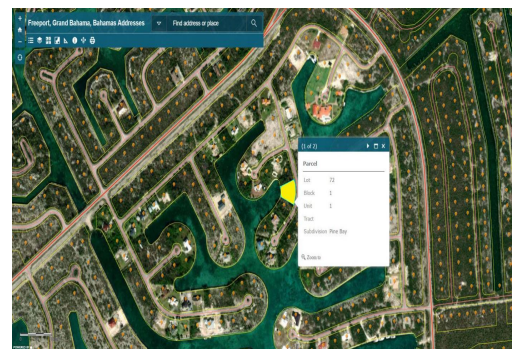 Freeport, Grand Bahama, Bahamas Addresses
Find address or place
(1 of 2)
Parcel
Lot 72
Block 1
Unit 1
Tract
Subdivision Pine Bay
Zoom to